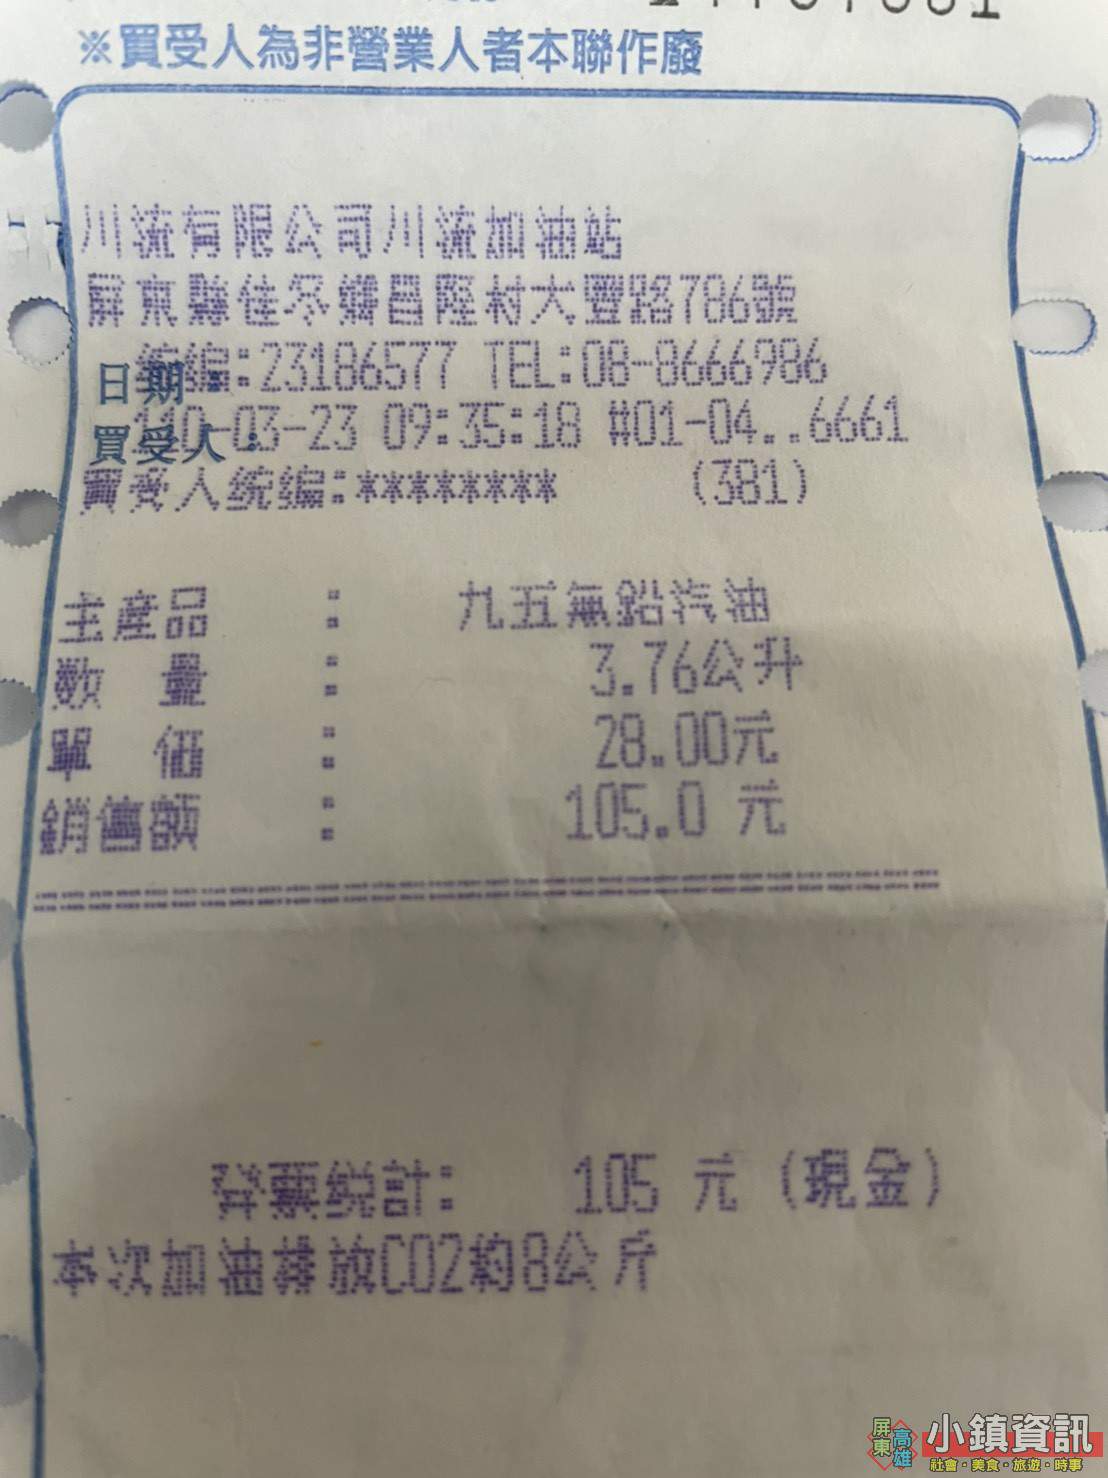 ※買受人為非營業人者本聯作廢
川流有限公司川流加油站
屏東縣佳冬鄉昌隆村大豐路786號
統編:23186577 TEL:08-8666986
日期:
110-03-23 09:35:18 #01-04..6661
買受人:
買受人統編:******** (381)
主產品 : 九五無鉛汽油
數 量 : 3.76公升
單 價 : 28.00元
銷售額 : 105.0 元
發票總計: 105 元 (現金)
本次加油排放CO2約8公斤
屏東 高雄 小鎮資訊
社會・美食・旅遊・時事